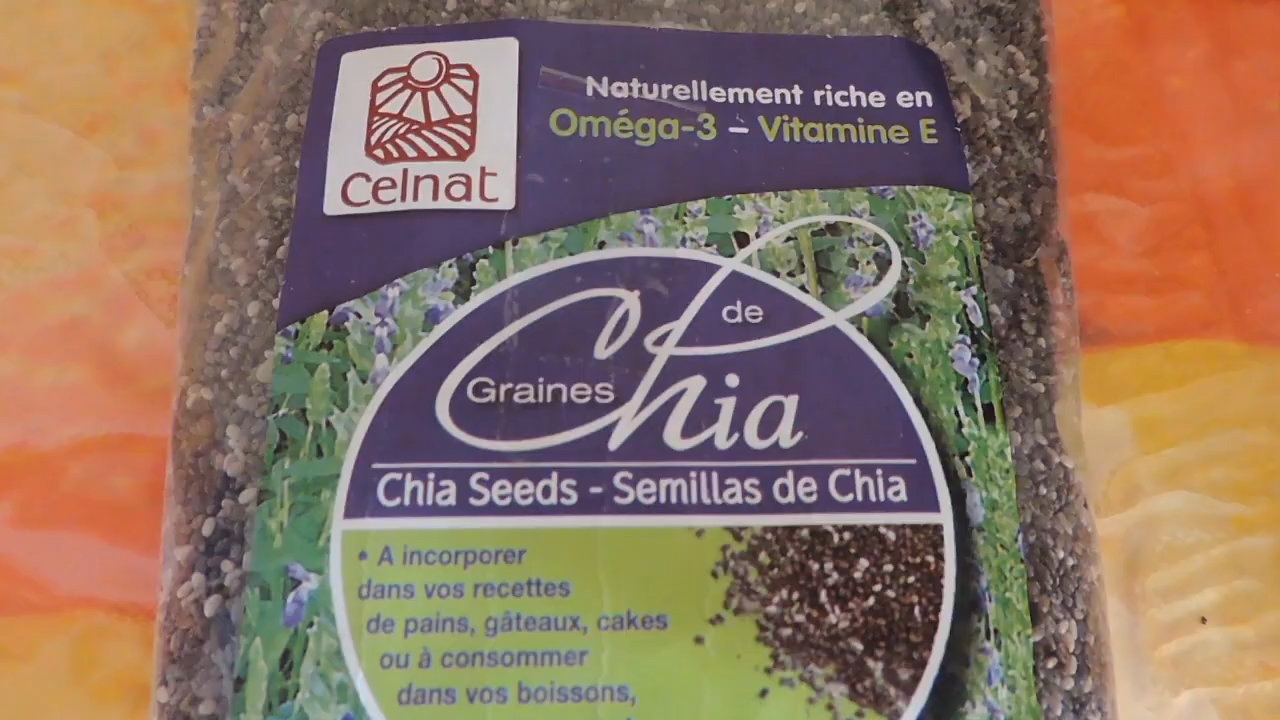 celnat
Naturellement riche en
Oméga-3 – Vitamine E
Graines de Chia
Chia Seeds - Semillas de Chia
• A incorporer
dans vos recettes
de pains, gâteaux, cakes
ou à consommer
dans vos boissons,